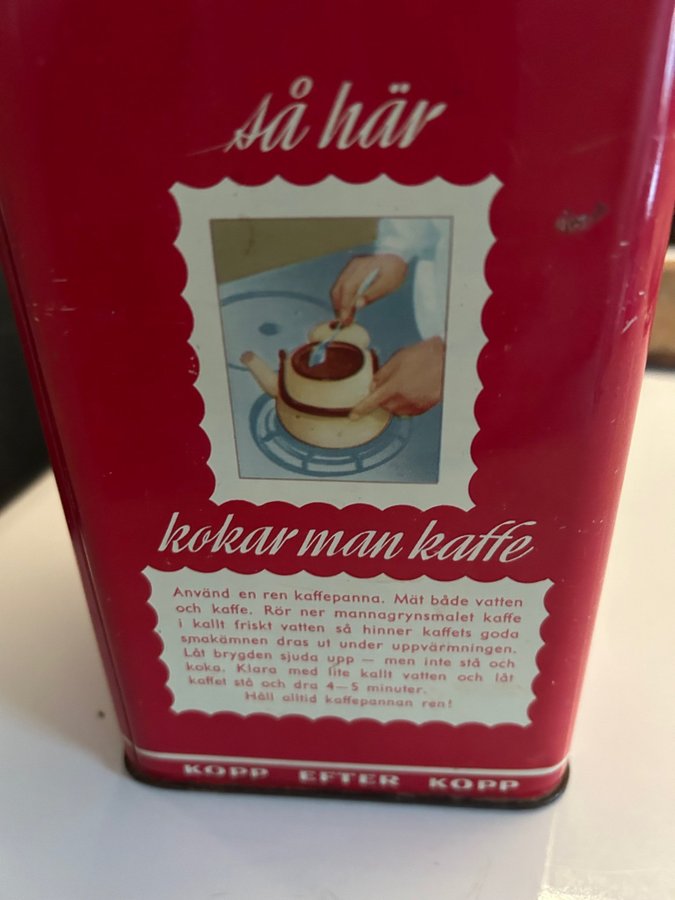 så här
kokar man kaffe
Använd en ren kaffepanna. Mät både vatten
och kaffe. Rör ner mannagrynsmalet kaffe
i kallt friskt vatten så hinner kaffets goda
smakämnen dras ut under uppvärmningen.
Låt brygden sjuda upp — men inte stå och
koka. Klara med lite kallt vatten och låt
kaffet stå och dra 4—5 minuter.
Håll alltid kaffepannan ren!
KOPP EFTER KOPP